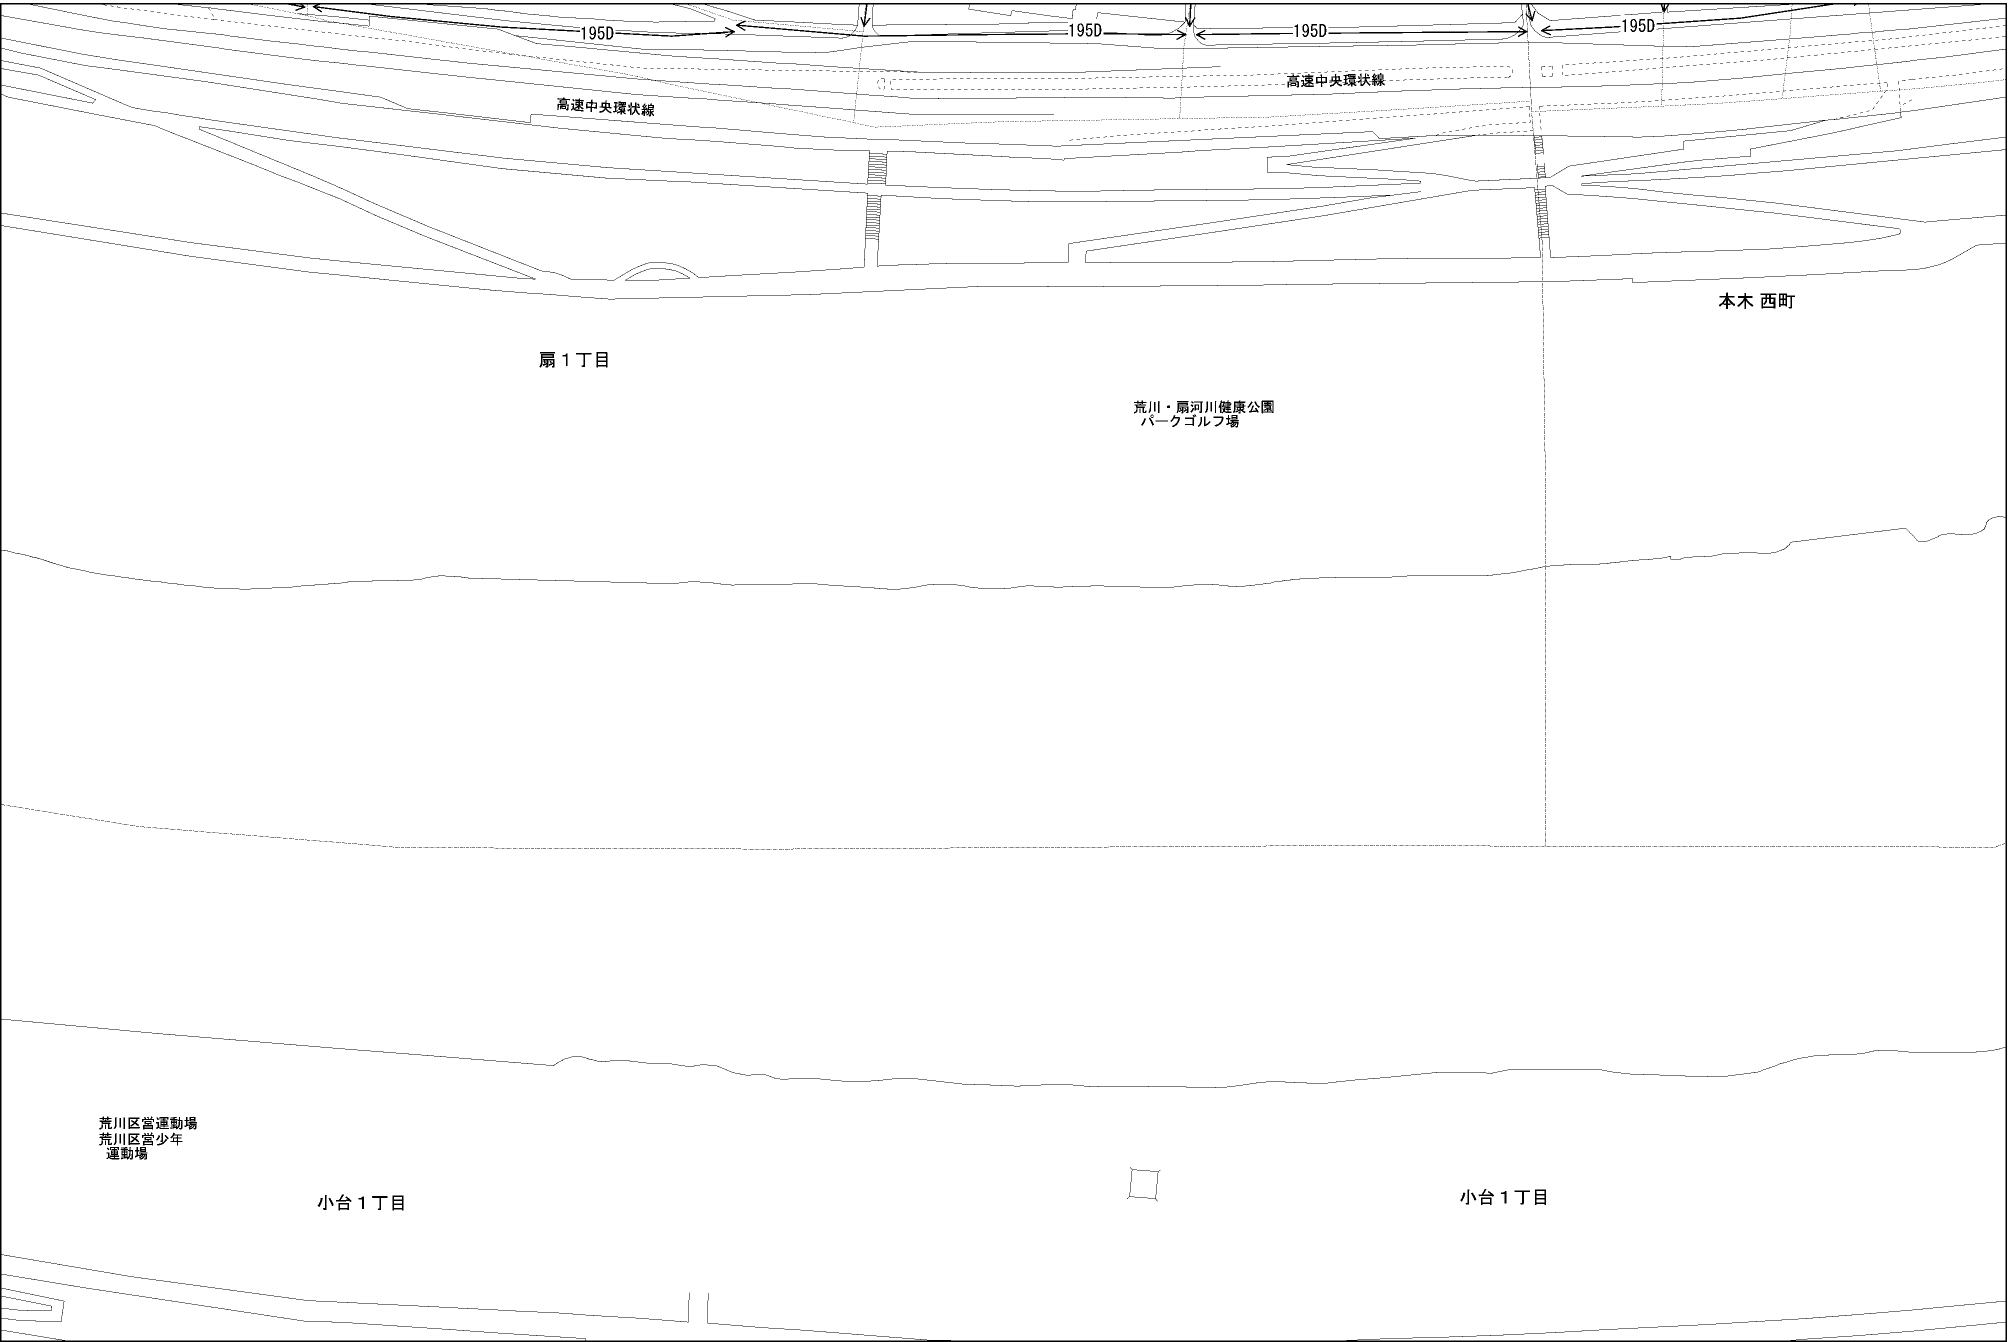 195D
195D
195D
195D
高速中央環状線
高速中央環状線
本木 西町
扇１丁目
荒川・扇河川健康公園
パークゴルフ場
荒川区営運動場
荒川区営少年
運動場
小台１丁目
小台１丁目